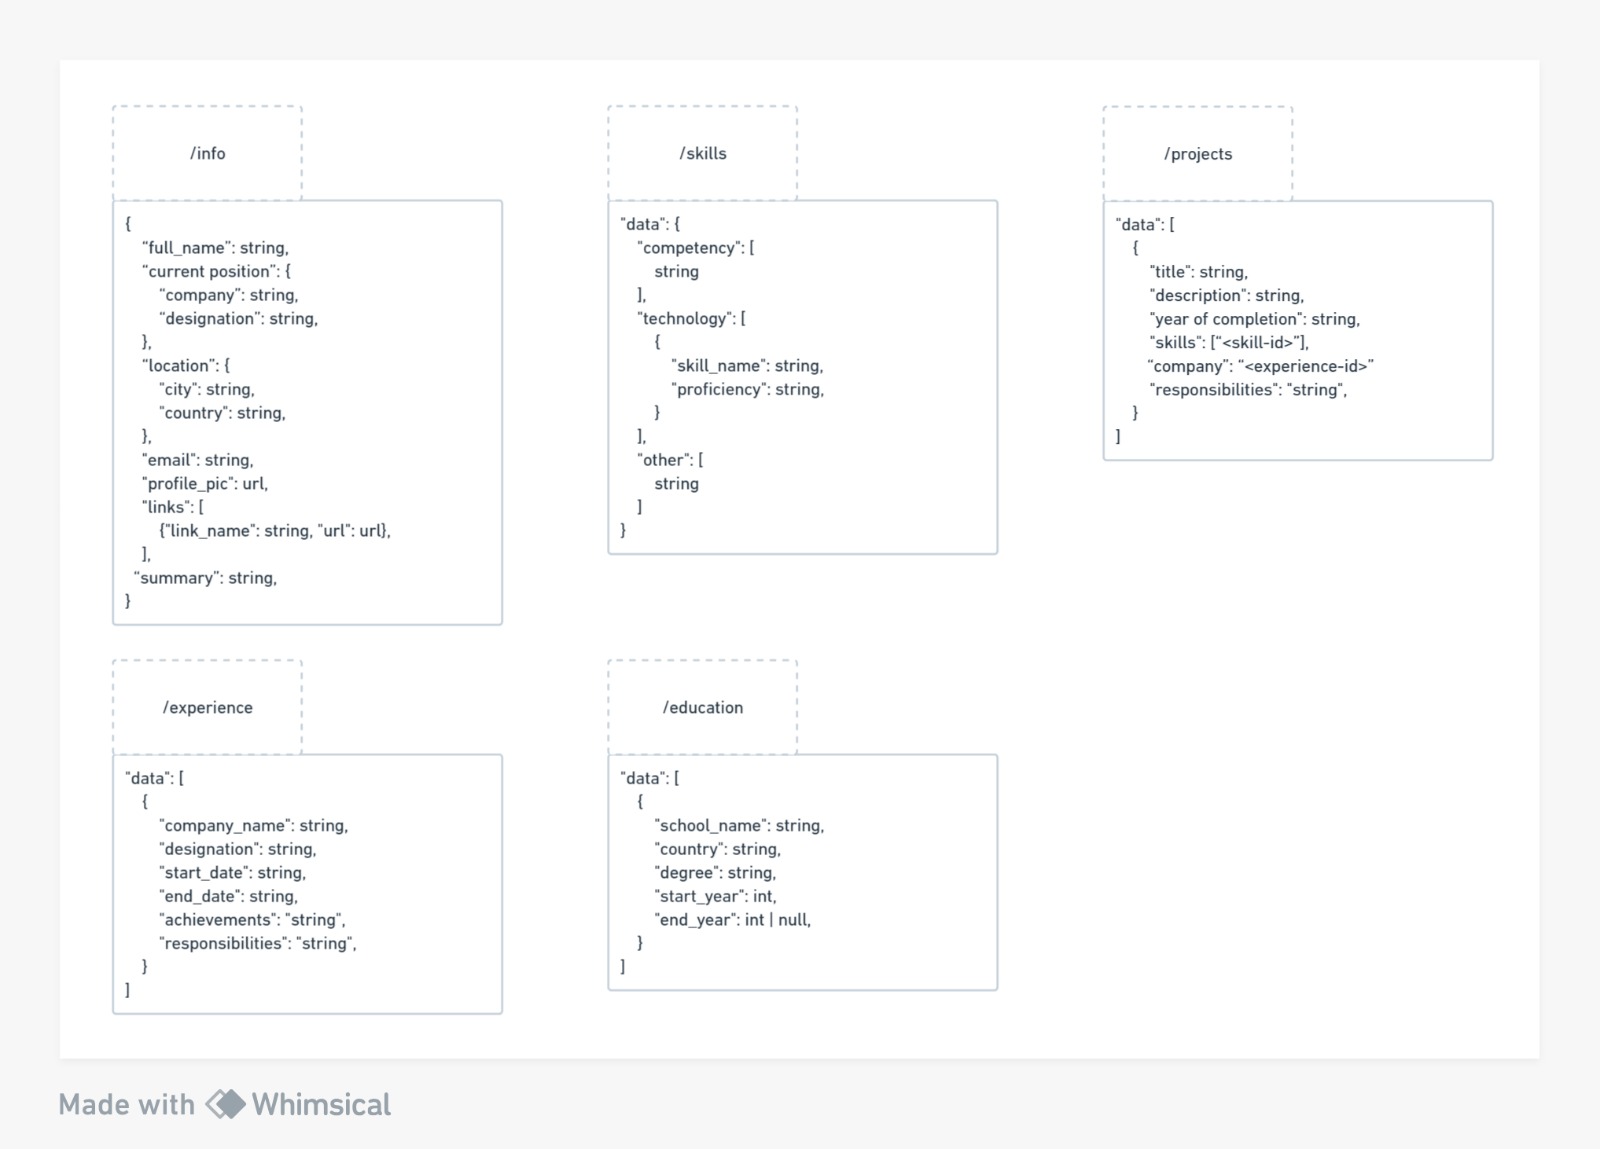 /info
{
“full_name”: string,
“current position”: {
“company”: string,
“designation”: string,
},
“location”: {
"city": string,
"country": string,
},
"email": string,
"profile_pic": url,
"links": [
{"link_name": string, "url": url},
],
“summary”: string,
}
/skills
"data": {
"competency": [
string
],
"technology": [
{
"skill_name": string,
"proficiency": string,
}
],
"other": [
string
]
}
/projects
"data": [
{
"title": string,
"description": string,
"year of completion": string,
"skills": [“<skill-id>”],
“company”: “<experience-id>”
"responsibilities": "string",
}
]
/experience
"data": [
{
"company_name": string,
"designation": string,
"start_date": string,
"end_date": string,
"achievements": "string",
"responsibilities": "string",
}
]
/education
"data": [
{
"school_name": string,
"country": string,
"degree": string,
"start_year": int,
"end_year": int | null,
}
]
Made with Whimsical